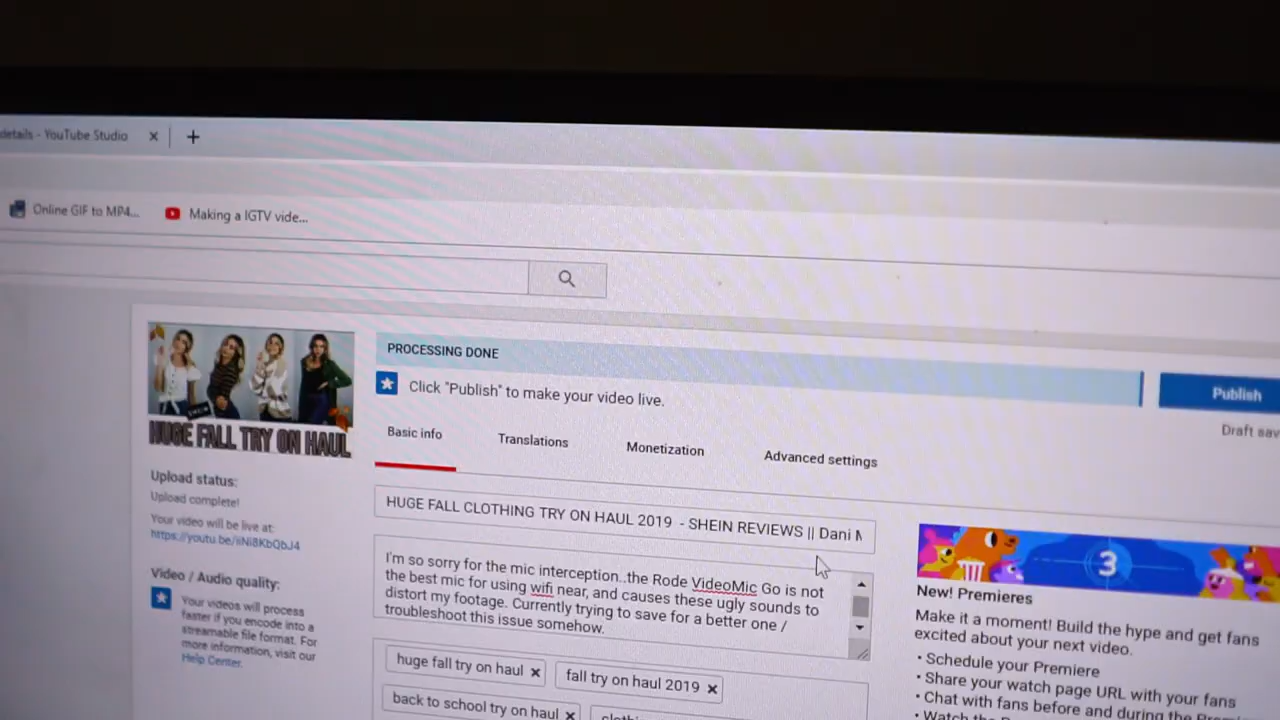 details - YouTube Studio
Online GIF to MP4...
Making a IGTV vide...
PROCESSING DONE
Click "Publish" to make your video live.
Publish
Draft sav
Basic info
Translations
Monetization
Advanced settings
HUGE FALL TRY ON HAUL
Upload status:
Upload complete!
Your video will be live at:
https://youtu.be/iiNi8KbQbJ4
Video / Audio quality:
Your videos will process
faster if you encode into a
streamable file format. For
more information, visit our
Help Center.
HUGE FALL CLOTHING TRY ON HAUL 2019 - SHEIN REVIEWS || Dani
I'm so sorry for the mic interception..the Rode VideoMic Go is not
the best mic for using wifi near, and causes these ugly sounds to
distort my footage. Currently trying to save for a better one /
troubleshoot this issue somehow.
huge fall try on haul
fall try on haul 2019
back to school try on haul
3
New! Premieres
Make it a moment! Build the hype and get fans
excited about your next video.
• Schedule your Premiere
• Share your watch page URL with your fans
• Chat with fans before and during the
• Watch the